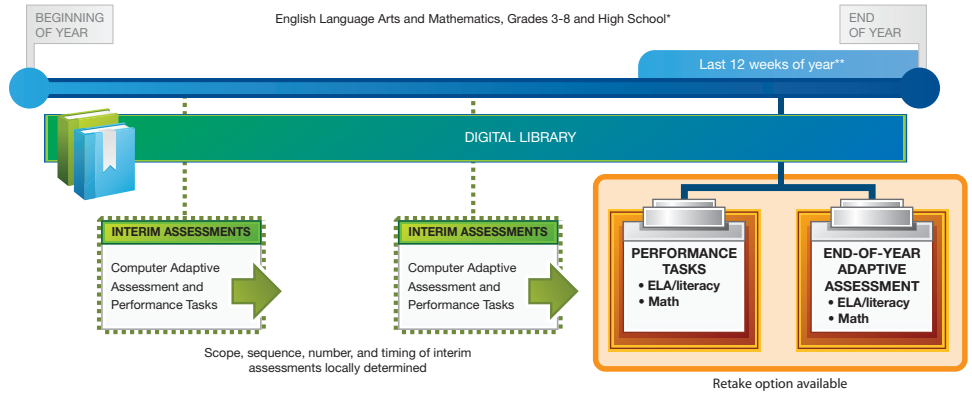 BEGINNING
OF YEAR
English Language Arts and Mathematics, Grades 3-8 and High School*
END
OF YEAR
Last 12 weeks of year**
DIGITAL LIBRARY
INTERIM ASSESSMENTS
Computer Adaptive
Assessment and
Performance Tasks
INTERIM ASSESSMENTS
Computer Adaptive
Assessment and
Performance Tasks
PERFORMANCE
TASKS
• ELA/literacy
• Math
END-OF-YEAR
ADAPTIVE
ASSESSMENT
• ELA/literacy
• Math
Scope, sequence, number, and timing of interim
assessments locally determined
Retake option available